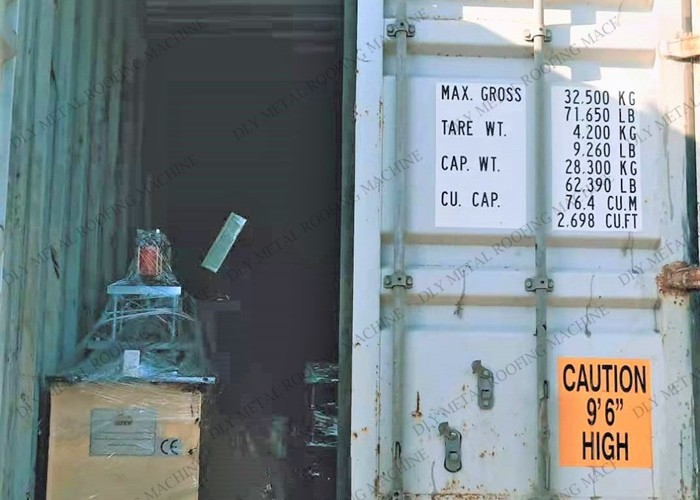 MAX. GROSS 32.500 KG
71.650 LB
TARE WT. 4.200 KG
9.260 LB
CAP. WT. 28.300 KG
62.390 LB
CU. CAP. 76.4 CU.M
2.698 CU.FT
CAUTION
9'6"
HIGH
CE
DLY METAL ROOFING MACHINE